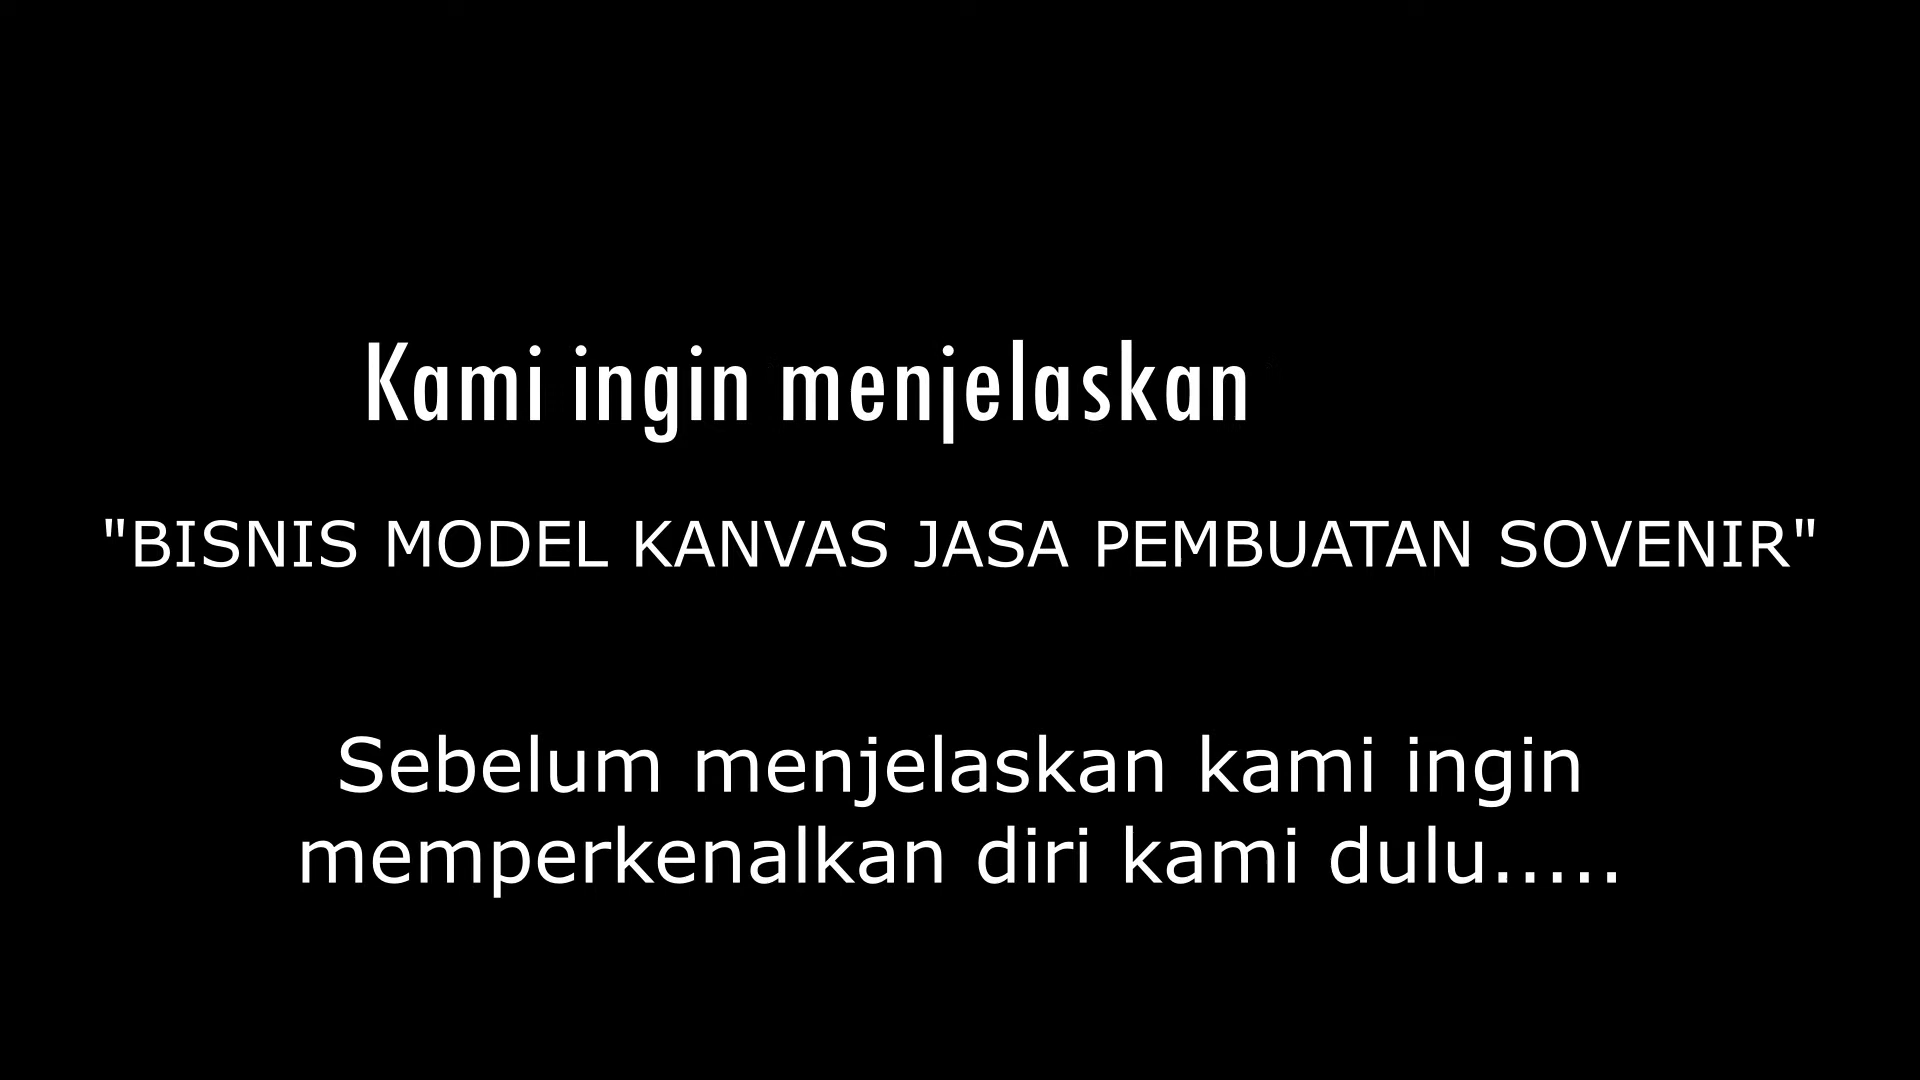 Kami ingin menjelaskan
"BISNIS MODEL KANVAS JASA PEMBUATAN SOVENIR"
Sebelum menjelaskan kami ingin
memperkenalkan diri kami dulu.....